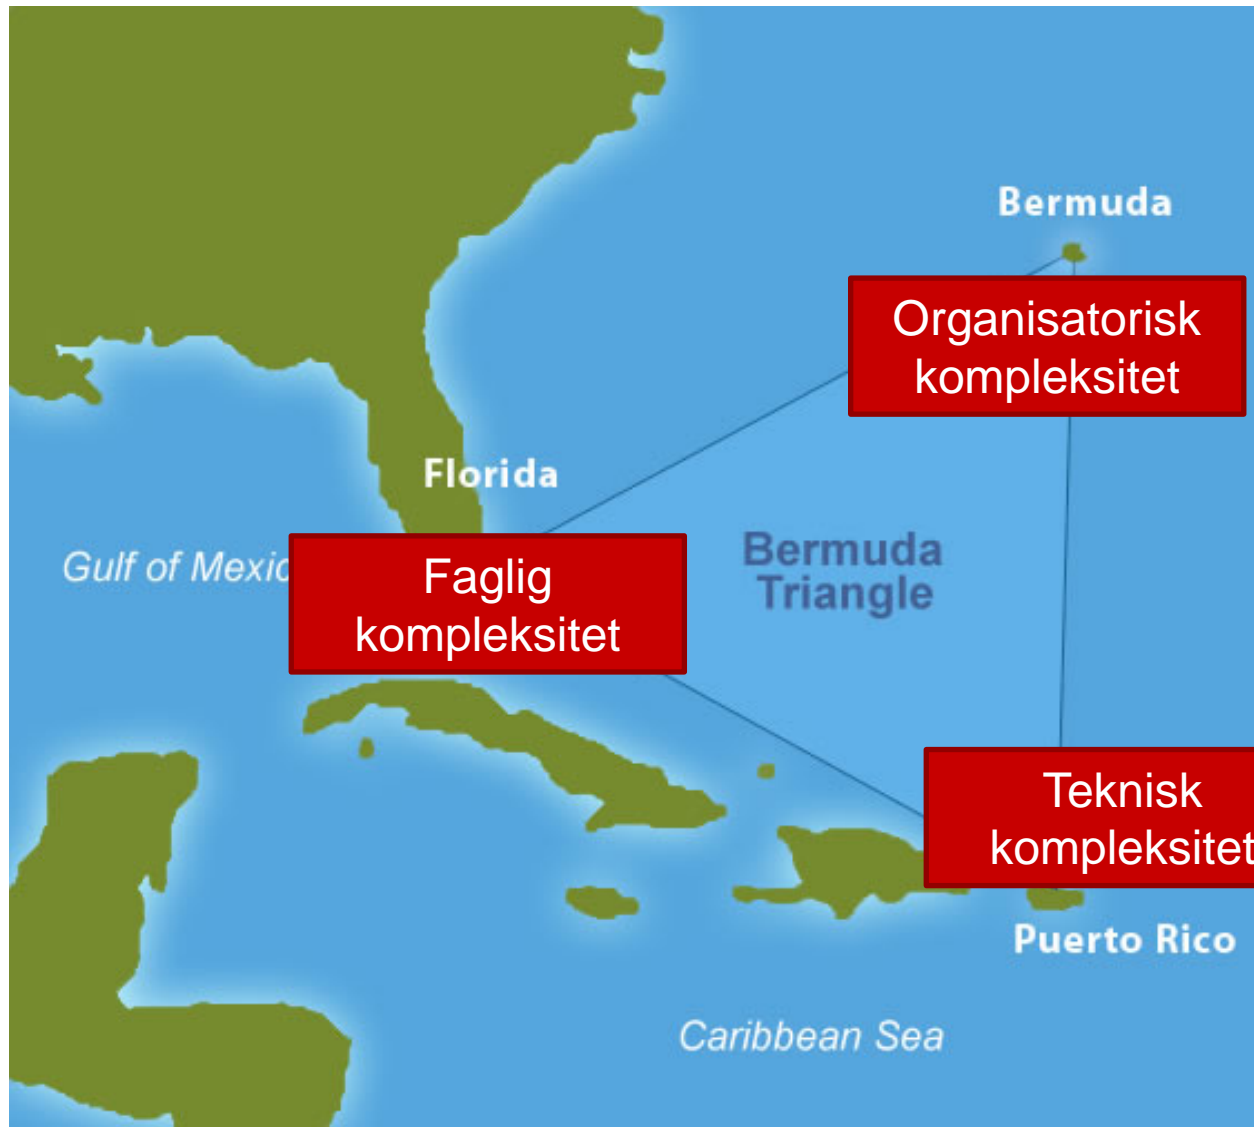 Bermuda
Organisatorisk
kompleksitet
Florida
Bermuda
Triangle
Gulf of Mexic
Faglig
kompleksitet
Teknisk
kompleksitet
Puerto Rico
Caribbean Sea